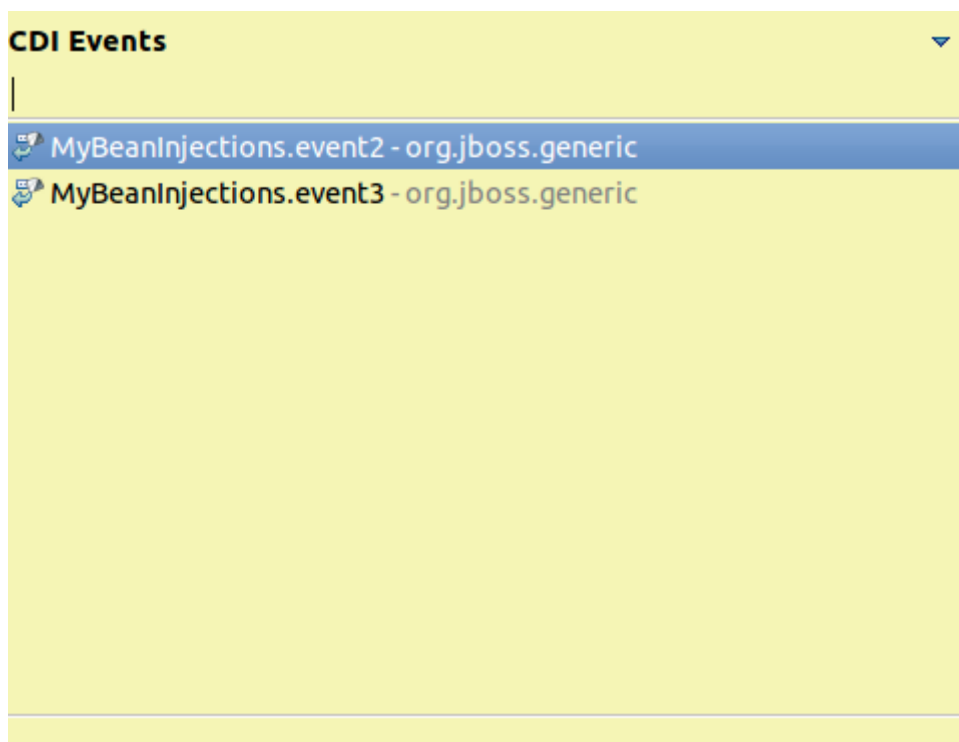 CDI Events
MyBeanInjections.event2 - org.jboss.generic
MyBeanInjections.event3 - org.jboss.generic